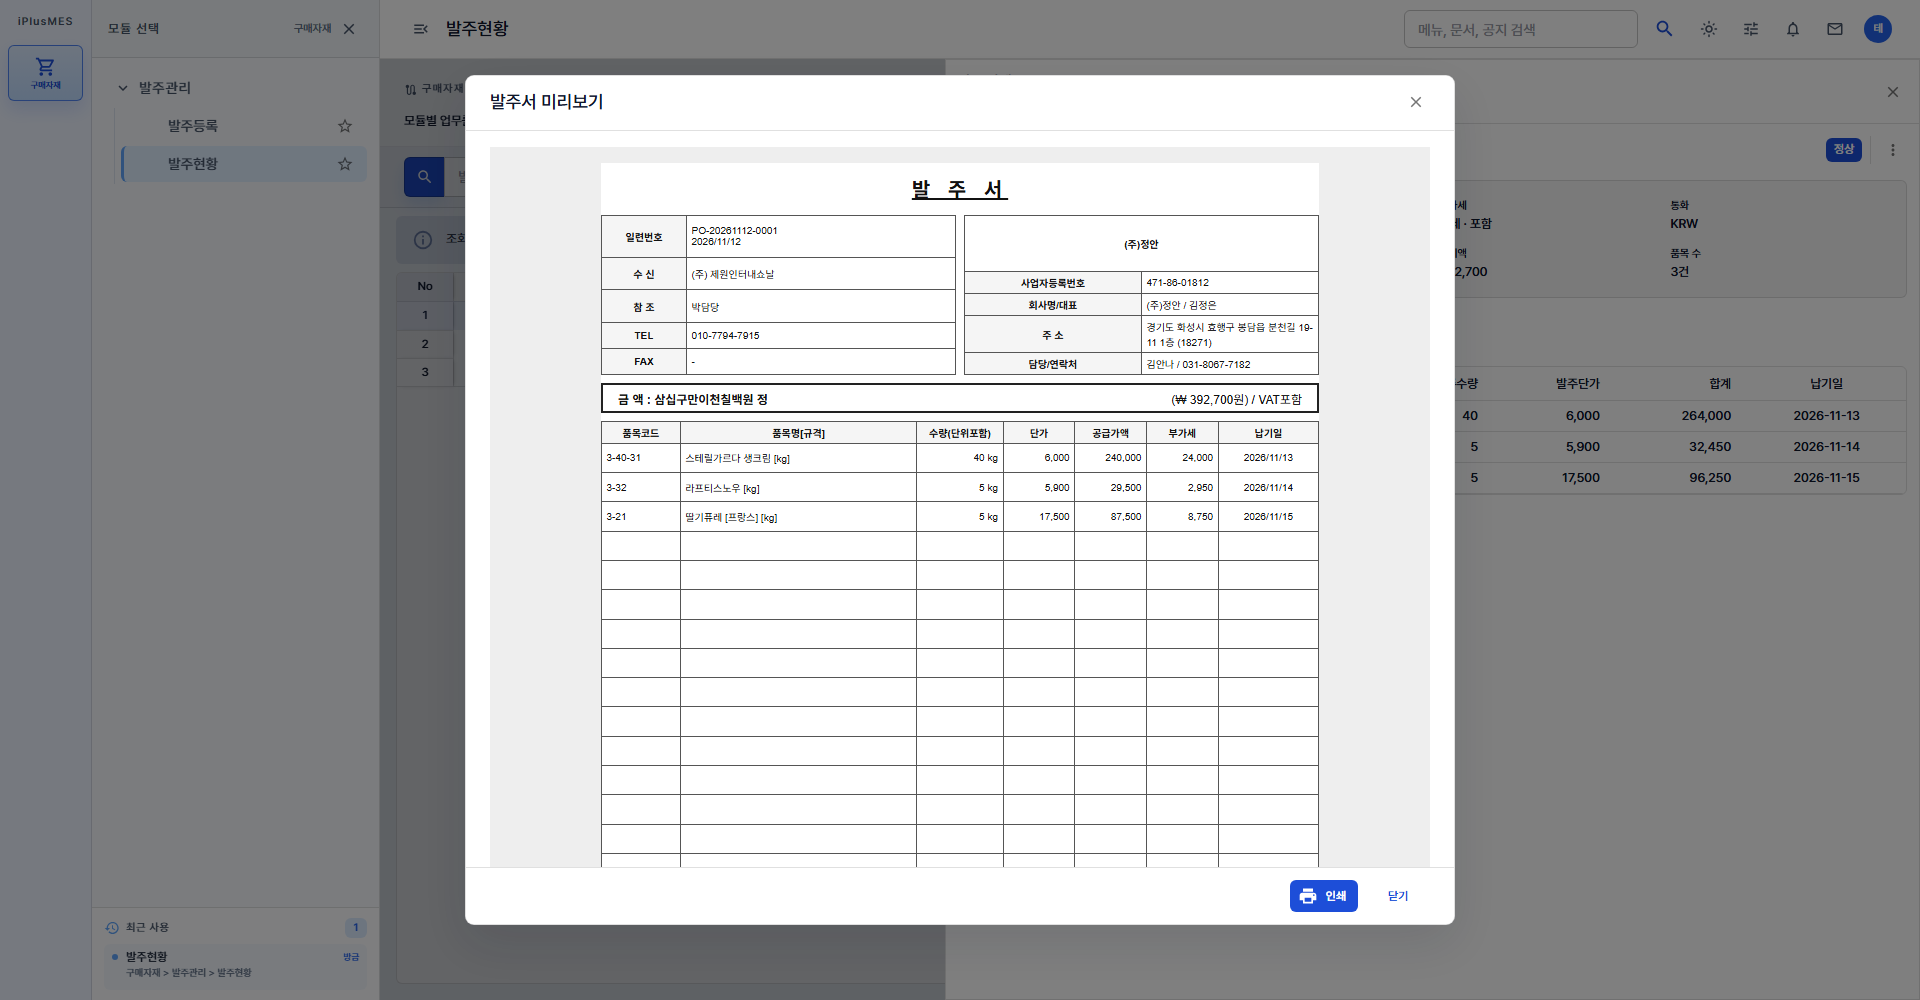 iPlusMES
구매자재
모듈 선택
구매자재
발주관리
발주등록
발주현황
최근 사용
1
발주현황
방금
구매자재 > 발주관리 > 발주현황
발주현황
메뉴, 문서, 공지 검색
테
구매자재
모듈별 업무
No
1
2
3
정상
· 포함
통화
KRW
2,700
품목 수
3건
수량
발주단가
합계
납기일
40
6,000
264,000
2026-11-13
5
5,900
32,450
2026-11-14
5
17,500
96,250
2026-11-15
발주서 미리보기
발 주 서
일련번호
PO-20261112-0001
2026/11/12
수 신
(주) 제원인터내쇼날
참 조
박담당
TEL
010-7794-7915
FAX
-
(주)정안
사업자등록번호
471-86-01812
회사명/대표
(주)정안 / 김정은
주 소
경기도 화성시 효행구 봉담읍 분천길 19-
11 1층 (18271)
담당/연락처
김안나 / 031-8067-7182
금 액 : 삼십구만이천칠백원 정
(₩ 392,700원) / VAT포함
품목코드
품목명[규격]
수량(단위포함)
단가
공급가액
부가세
납기일
3-40-31
스테릴가르다 생크림 [kg]
40 kg
6,000
240,000
24,000
2026/11/13
3-32
라프티스노우 [kg]
5 kg
5,900
29,500
2,950
2026/11/14
3-21
딸기퓨레 [프랑스] [kg]
5 kg
17,500
87,500
8,750
2026/11/15
인쇄
닫기